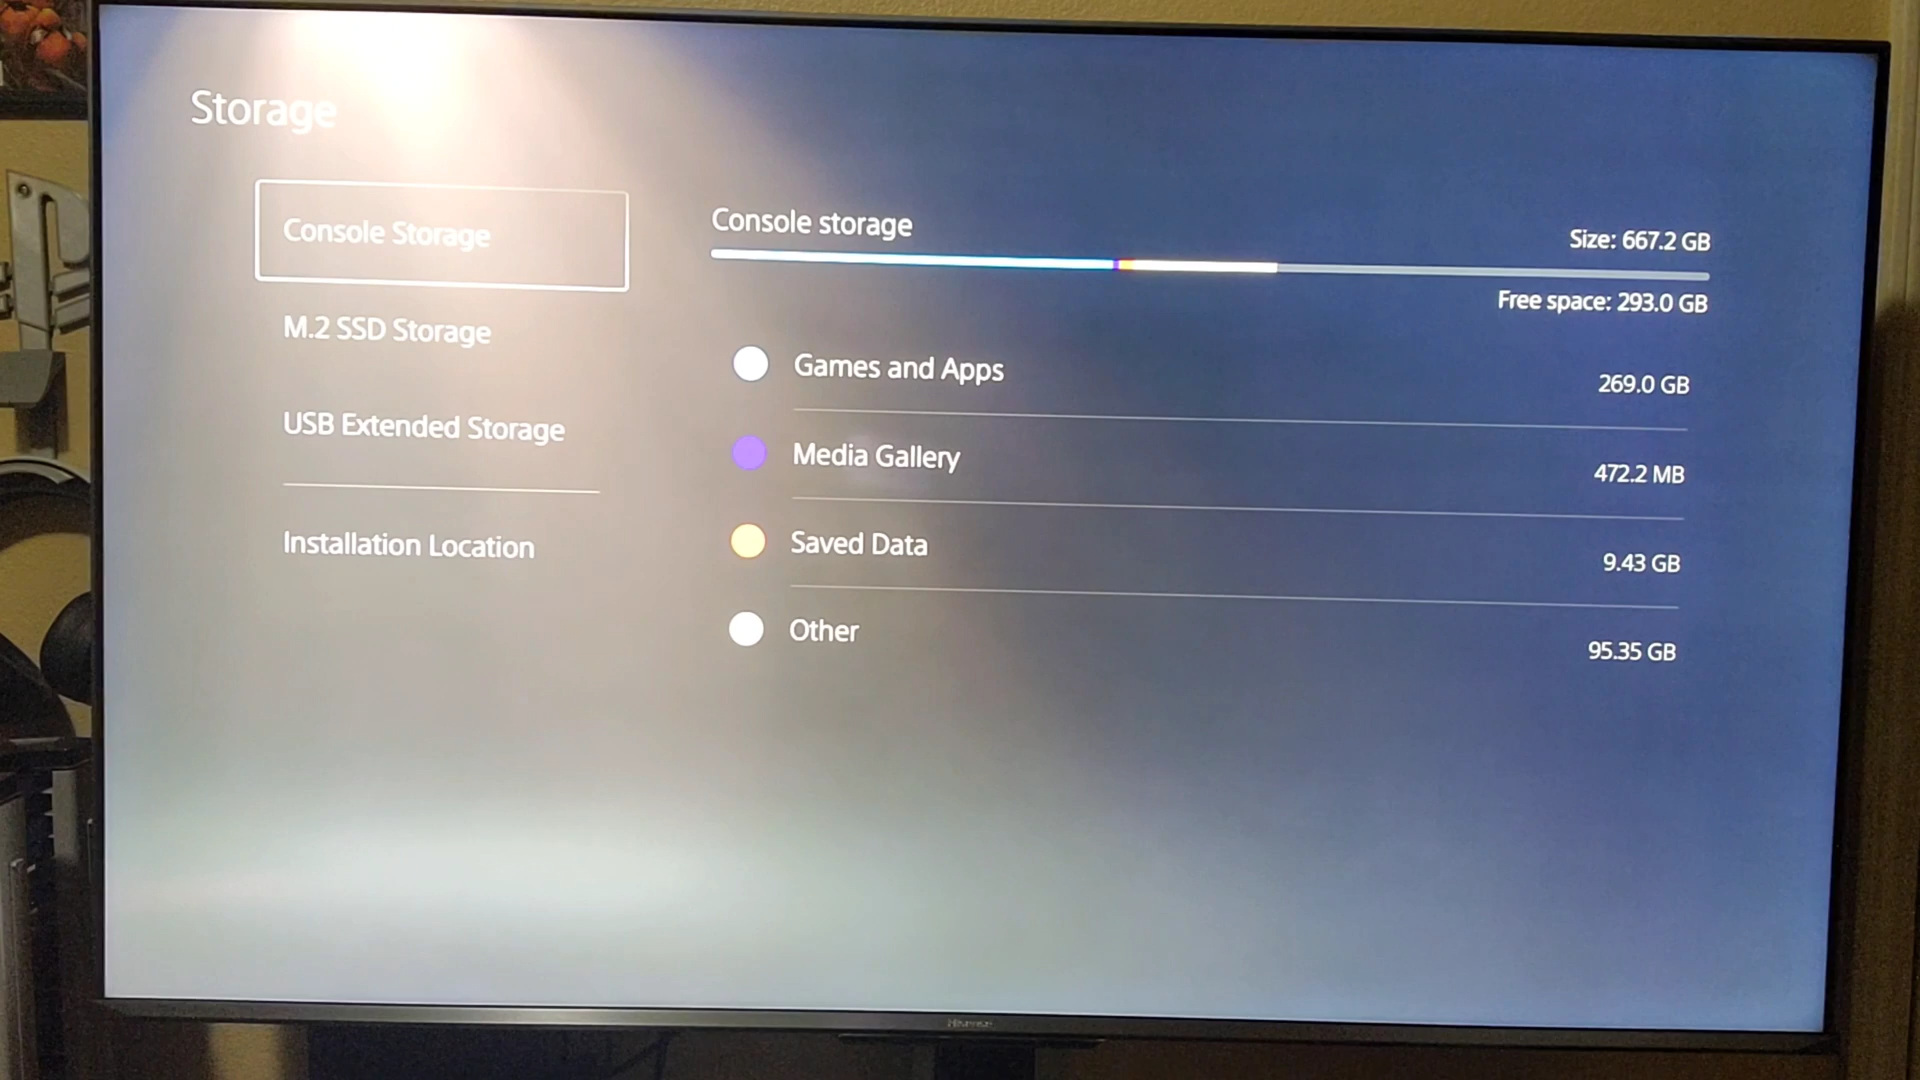 Storage
Console Storage
M.2 SSD Storage
USB Extended Storage
Installation Location
Console storage
Size: 667.2 GB
Free space: 293.0 GB
Games and Apps
269.0 GB
Media Gallery
472.2 MB
Saved Data
9.43 GB
Other
95.35 GB
Hisense